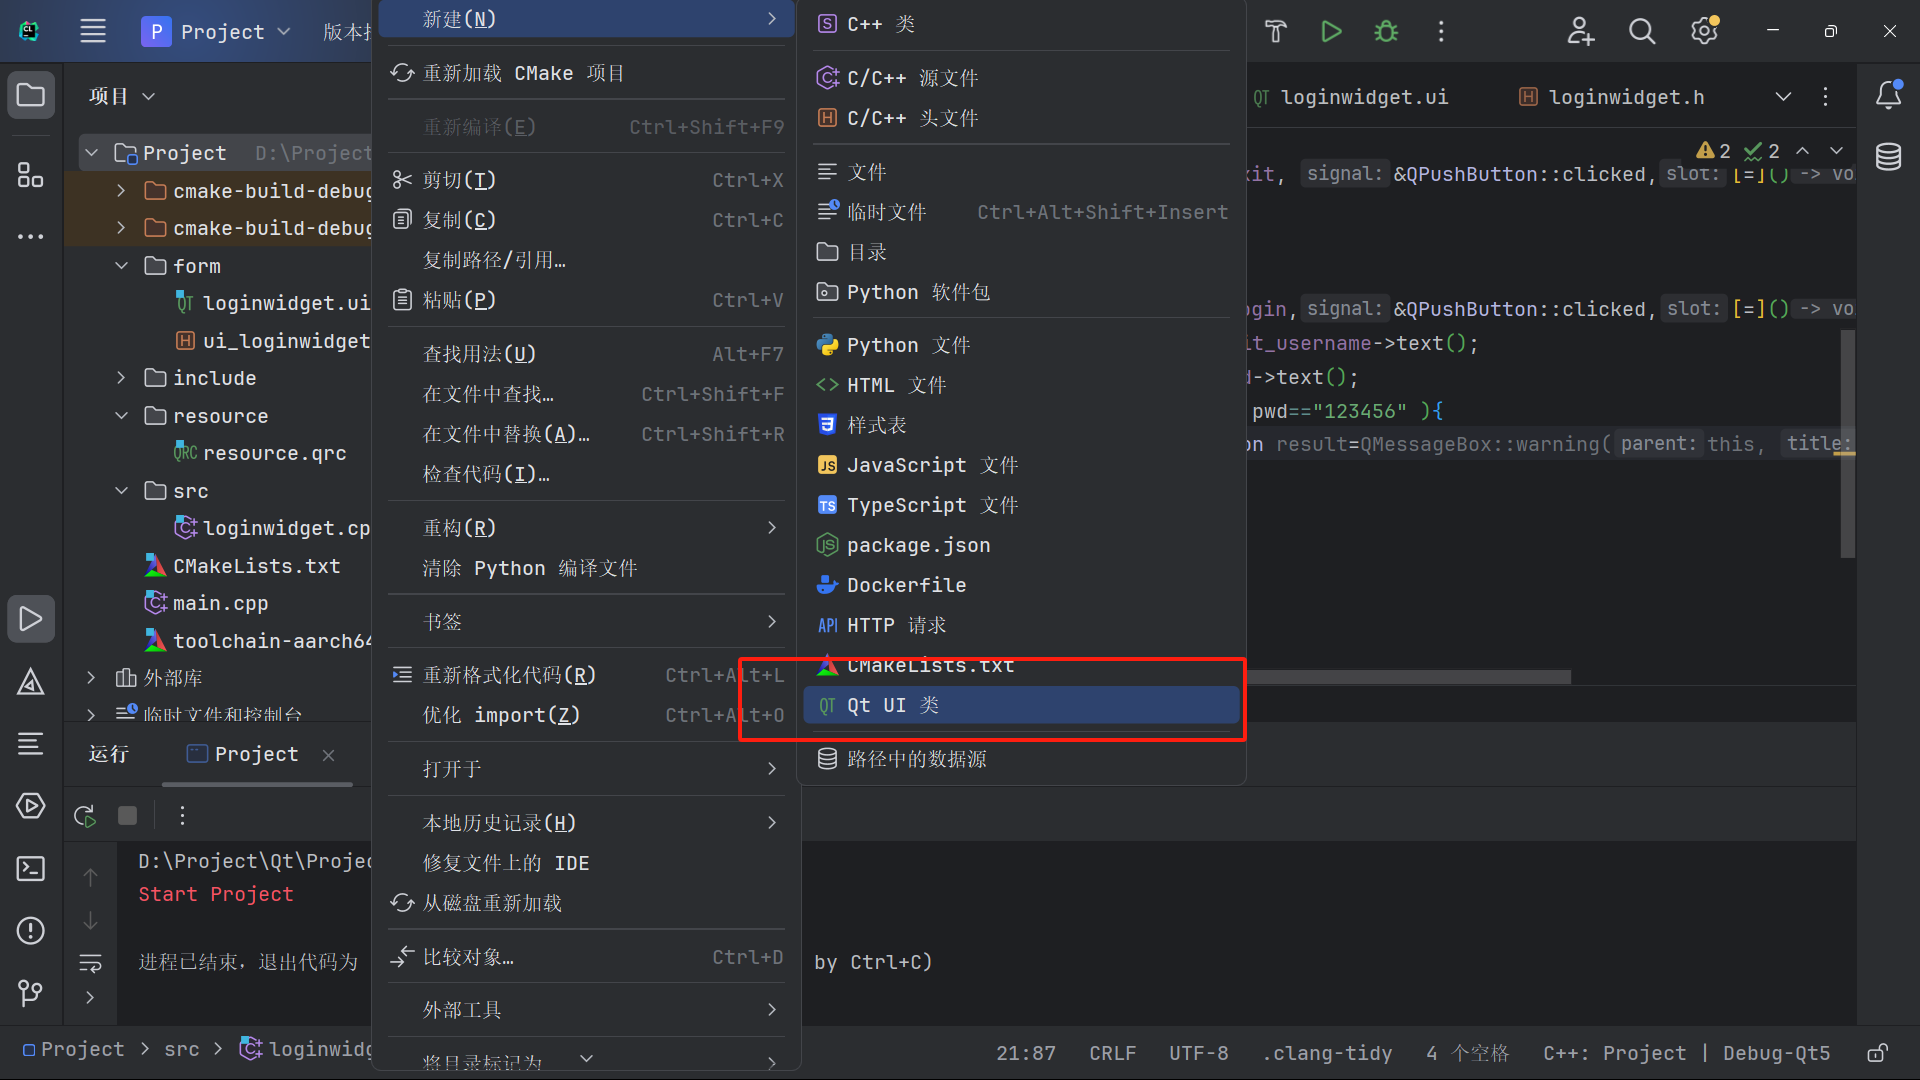 P Project
版本
项目
Project D:\Project
cmake-build-debug
cmake-build-debug
form
loginwidget.ui
ui_loginwidget
include
resource
resource.qrc
src
loginwidget.cp
CMakeLists.txt
main.cpp
toolchain-aarch64
外部库
临时文件和控制台
运行 Project
D:\Project\Qt\Projec
Start Project
进程已结束，退出代码为
by Ctrl+C)
新建(N)
重新加载 CMake 项目
重新编译(E) Ctrl+Shift+F9
剪切(T) Ctrl+X
复制(C) Ctrl+C
复制路径/引用…
粘贴(P) Ctrl+V
查找用法(U) Alt+F7
在文件中查找… Ctrl+Shift+F
在文件中替换(A)… Ctrl+Shift+R
检查代码(I)…
重构(R)
清除 Python 编译文件
书签
重新格式化代码(R) Ctrl+Alt+L
优化 import(Z) Ctrl+Alt+O
打开于
本地历史记录(H)
修复文件上的 IDE
从磁盘重新加载
比较对象… Ctrl+D
外部工具
将目录标记为
C++ 类
C/C++ 源文件
C/C++ 头文件
文件
临时文件 Ctrl+Alt+Shift+Insert
目录
Python 软件包
Python 文件
HTML 文件
样式表
JavaScript 文件
TypeScript 文件
package.json
Dockerfile
API HTTP 请求
CMakeLists.txt
QT Qt UI 类
路径中的数据源
QT loginwidget.ui H loginwidget.h
2 2
xit, signal: &QPushButton::clicked, slot: [=]() -> vo
ogin, signal: &QPushButton::clicked, slot: [=]() -> vo
it_username->text();
d->text();
pwd=="123456" ){
on result=QMessageBox::warning( parent: this, title:
Project > src > loginwidg
21:87 CRLF UTF-8 .clang-tidy 4 个空格 C++: Project | Debug-Qt5